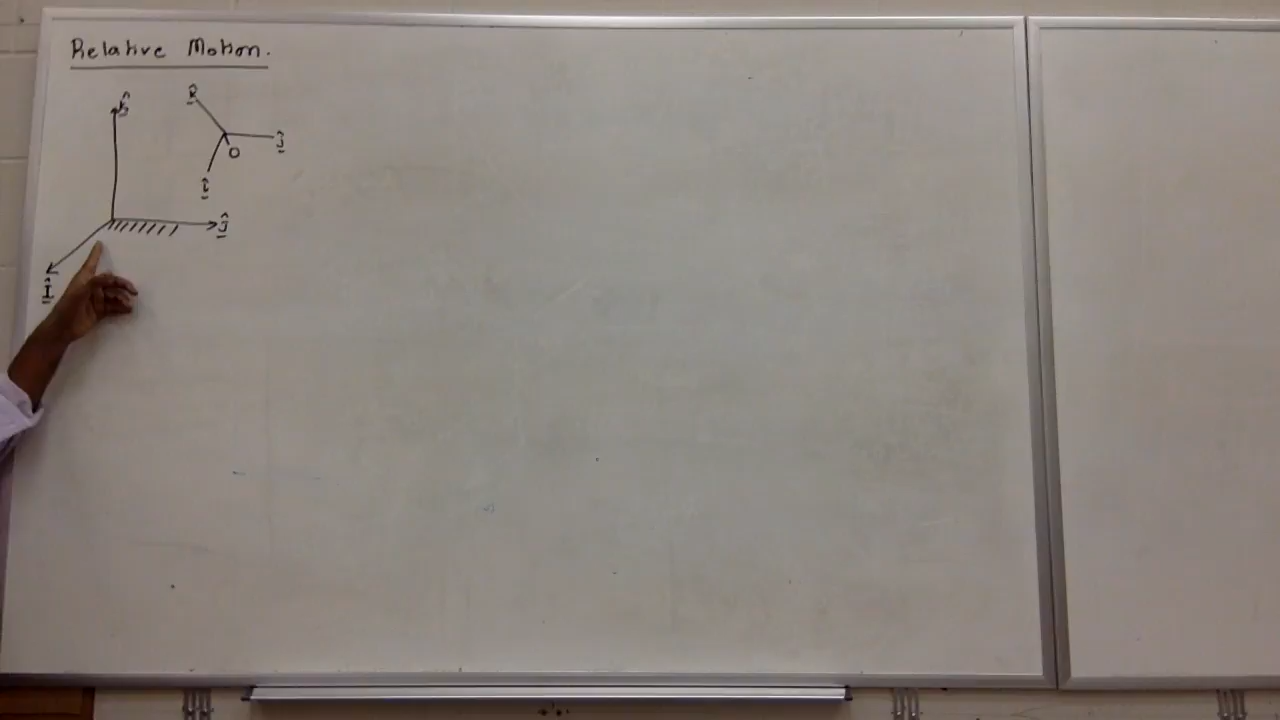 Relative Motion.
K̂
k̂
ĵ
O
î
Ĵ
Î